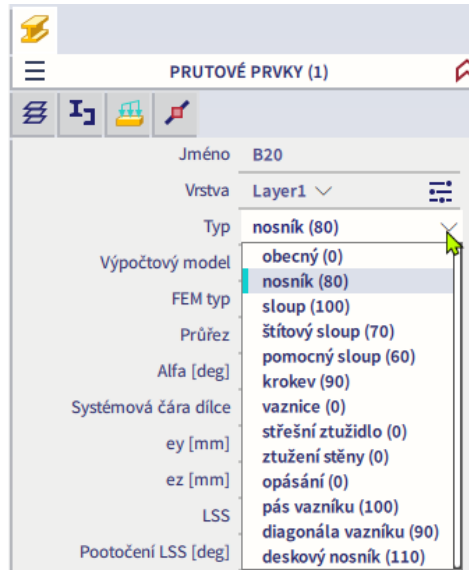 PRUTOVÉ PRVKY (1)
Jméno B20
Vrstva Layer1
Typ nosník (80)
Výpočtový model
FEM typ
Průřez
Alfa [deg]
Systémová čára dílce
ey [mm]
ez [mm]
LSS
Pootočení LSS [deg]
obecný (0)
nosník (80)
sloup (100)
štítový sloup (70)
pomocný sloup (60)
krokev (90)
vaznice (0)
střešní ztužidlo (0)
ztužení stěny (0)
opásání (0)
pás vazníku (100)
diagonála vazníku (90)
deskový nosník (110)